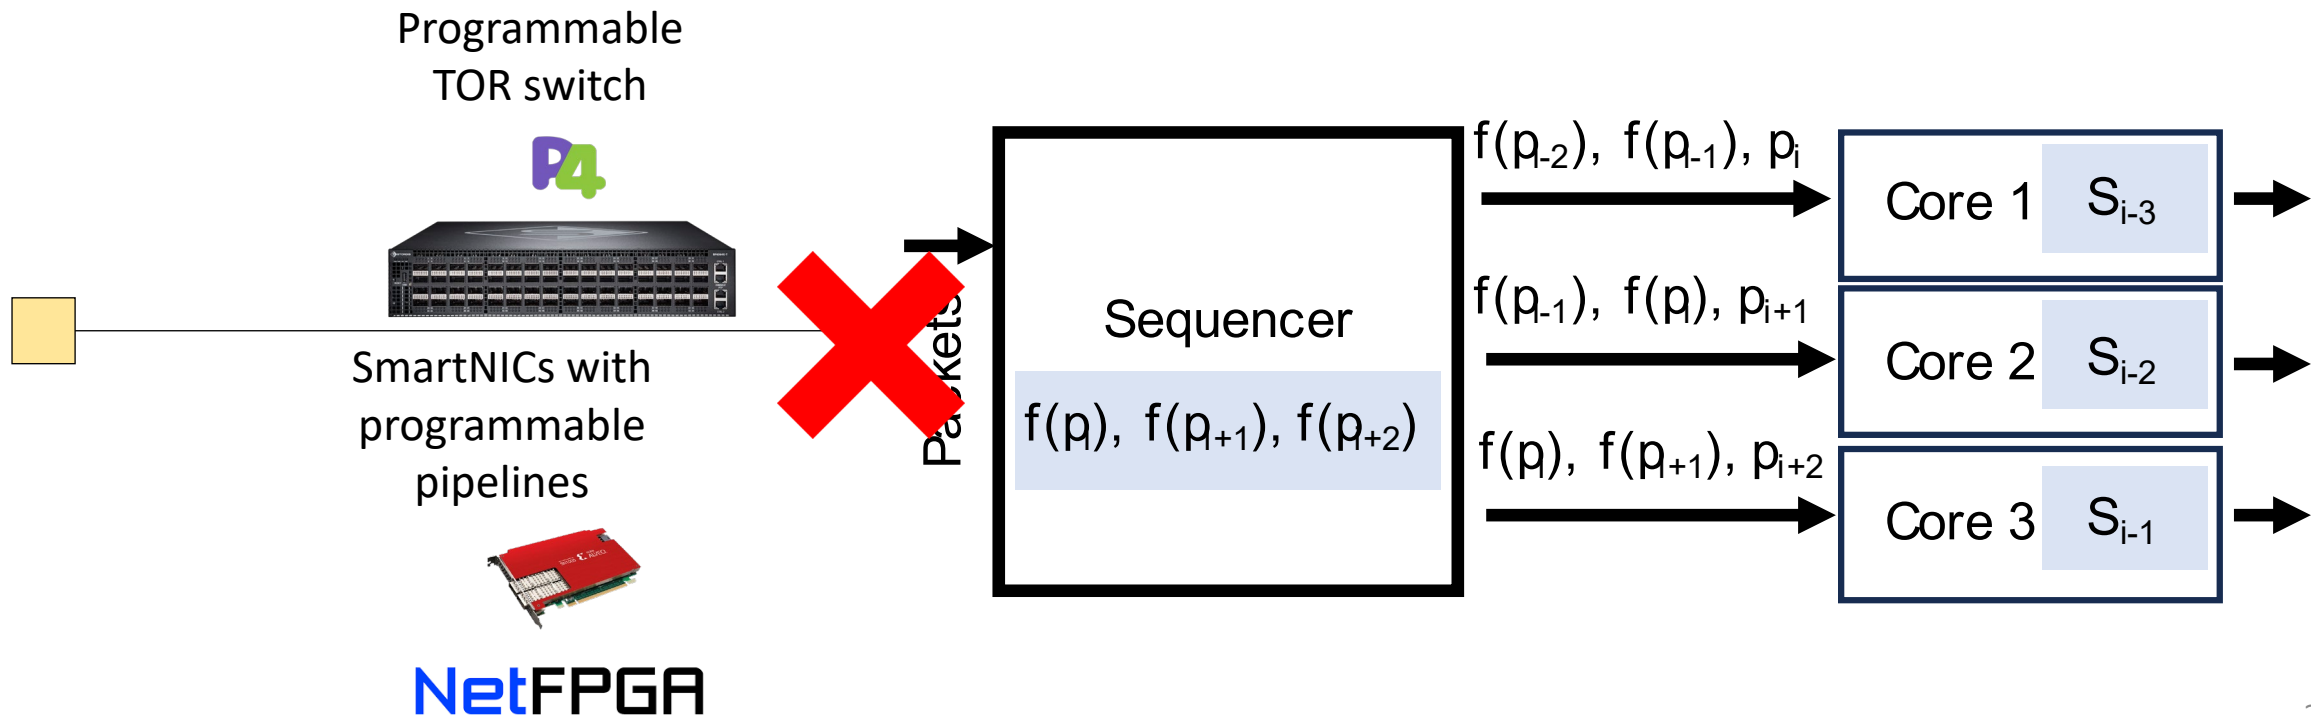 Programmable
TOR switch
P4
SmartNICs with
programmable
pipelines
NetFPGA
Packets
Sequencer
f(pᵢ), f(pᵢ₊₁), f(pᵢ₊₂)
f(pᵢ₋₂), f(pᵢ₋₁), pᵢ
Core 1 Sᵢ₋₃
f(pᵢ₋₁), f(pᵢ), pᵢ₊₁
Core 2 Sᵢ₋₂
f(pᵢ), f(pᵢ₊₁), pᵢ₊₂
Core 3 Sᵢ₋₁